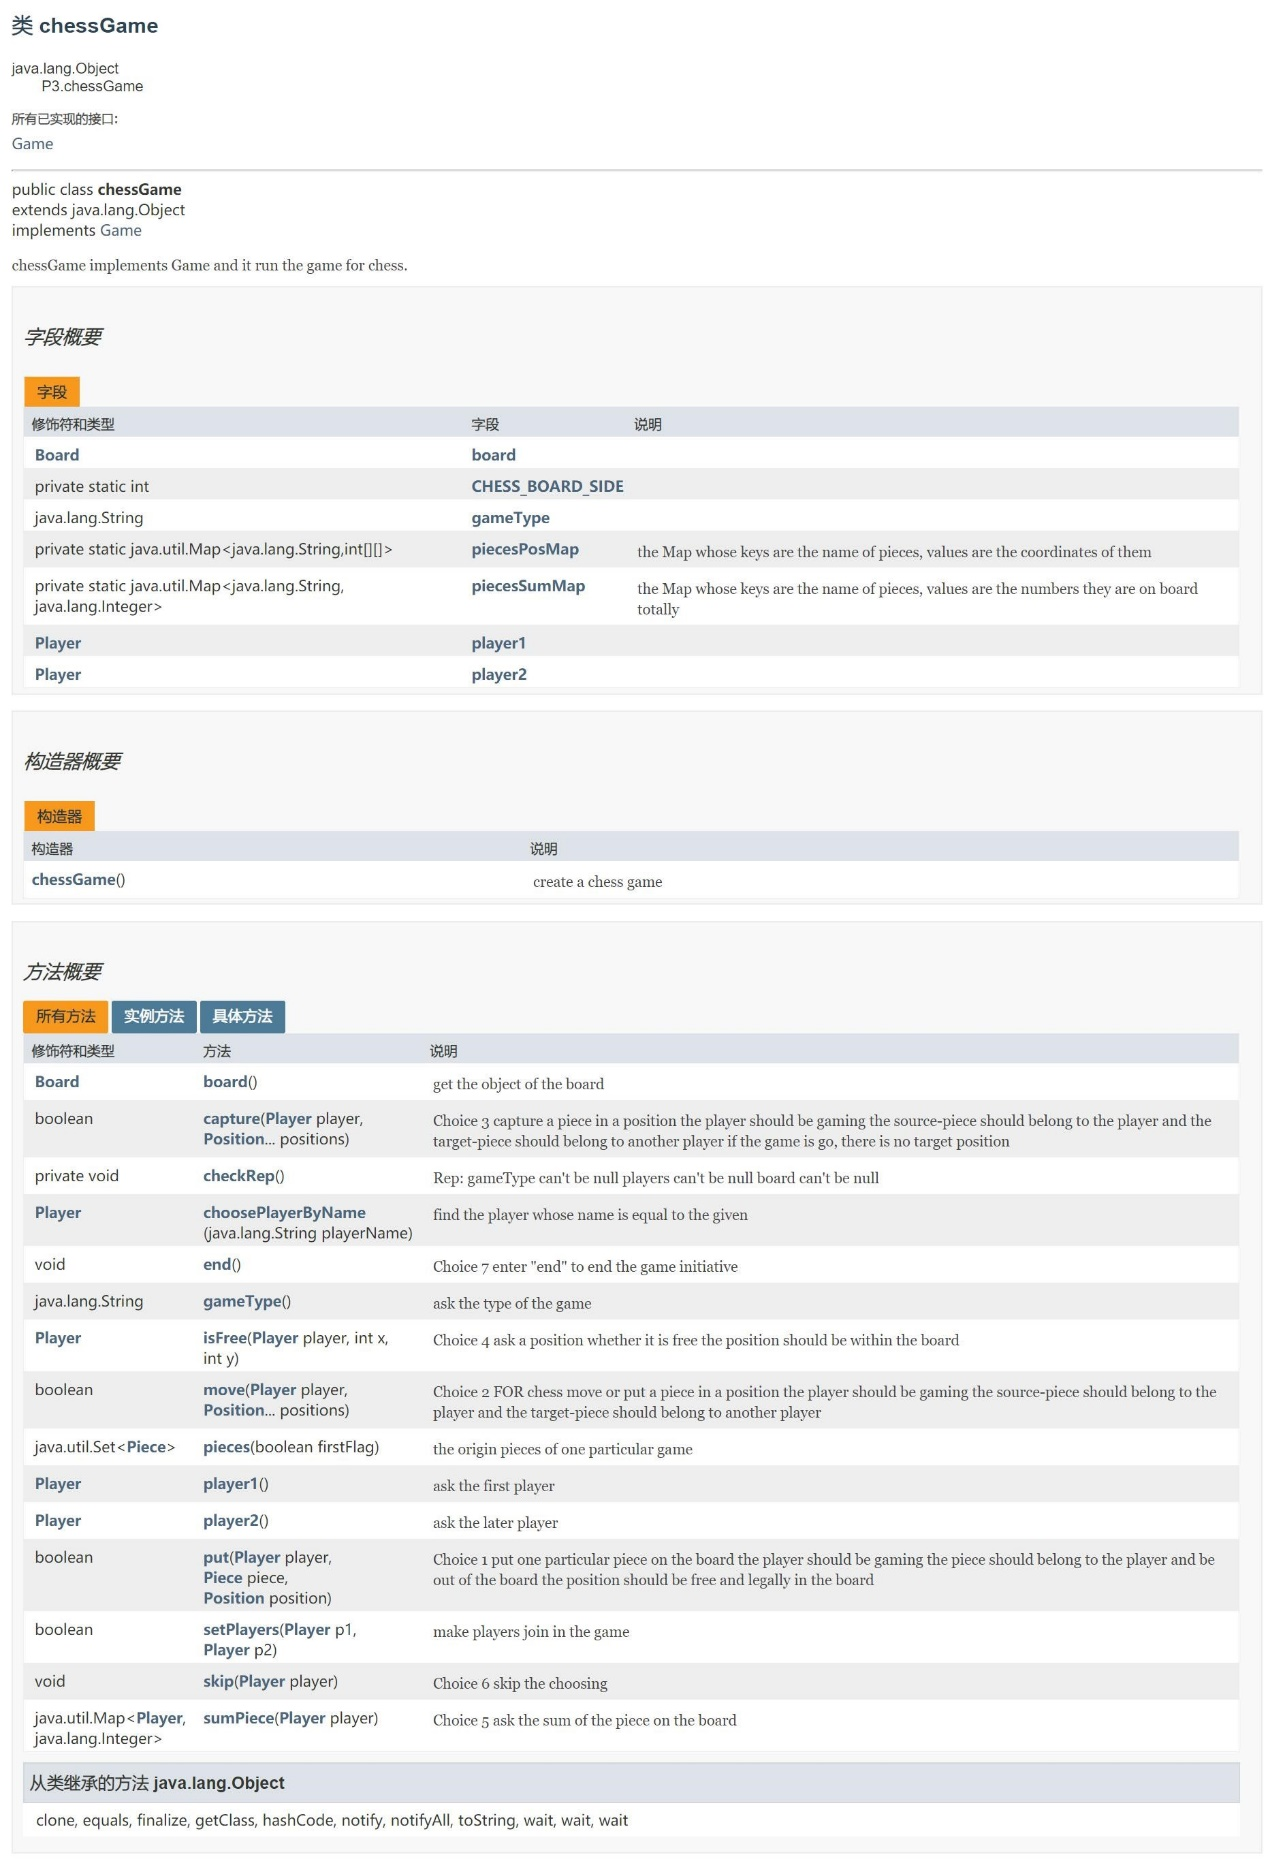 类 chessGame
java.lang.Object
P3.chessGame
所有已实现的接口:
Game
public class chessGame
extends java.lang.Object
implements Game
chessGame implements Game and it run the game for chess.
字段概要
字段
修饰符和类型 字段 说明
Board board
private static int CHESS_BOARD_SIDE
java.lang.String gameType
private static java.util.Map<java.lang.String,int[][]> piecesPosMap the Map whose keys are the name of pieces, values are the coordinates of them
private static java.util.Map<java.lang.String, piecesSumMap the Map whose keys are the name of pieces, values are the numbers they are on board
java.lang.Integer> totally
Player player1
Player player2
构造器概要
构造器
构造器 说明
chessGame() create a chess game
方法概要
所有方法 实例方法 具体方法
修饰符和类型 方法 说明
Board board() get the object of the board
boolean capture(Player player, Choice 3 capture a piece in a position the player should be gaming the source-piece should belong to the player and the
Position... positions) target-piece should belong to another player if the game is go, there is no target position
private void checkRep() Rep: gameType can't be null players can't be null board can't be null
Player choosePlayerByName find the player whose name is equal to the given
(java.lang.String playerName)
void end() Choice 7 enter "end" to end the game initiative
java.lang.String gameType() ask the type of the game
Player isFree(Player player, int x, Choice 4 ask a position whether it is free the position should be within the board
int y)
boolean move(Player player, Choice 2 FOR chess move or put a piece in a position the player should be gaming the source-piece should belong to the
Position... positions) player and the target-piece should belong to another player
java.util.Set<Piece> pieces(boolean firstFlag) the origin pieces of one particular game
Player player1() ask the first player
Player player2() ask the later player
boolean put(Player player, Choice 1 put one particular piece on the board the player should be gaming the piece should belong to the player and be
Piece piece, out of the board the position should be free and legally in the board
Position position)
boolean setPlayers(Player p1, make players join in the game
Player p2)
void skip(Player player) Choice 6 skip the choosing
java.util.Map<Player, sumPiece(Player player) Choice 5 ask the sum of the piece on the board
java.lang.Integer>
从类继承的方法 java.lang.Object
clone, equals, finalize, getClass, hashCode, notify, notifyAll, toString, wait, wait, wait